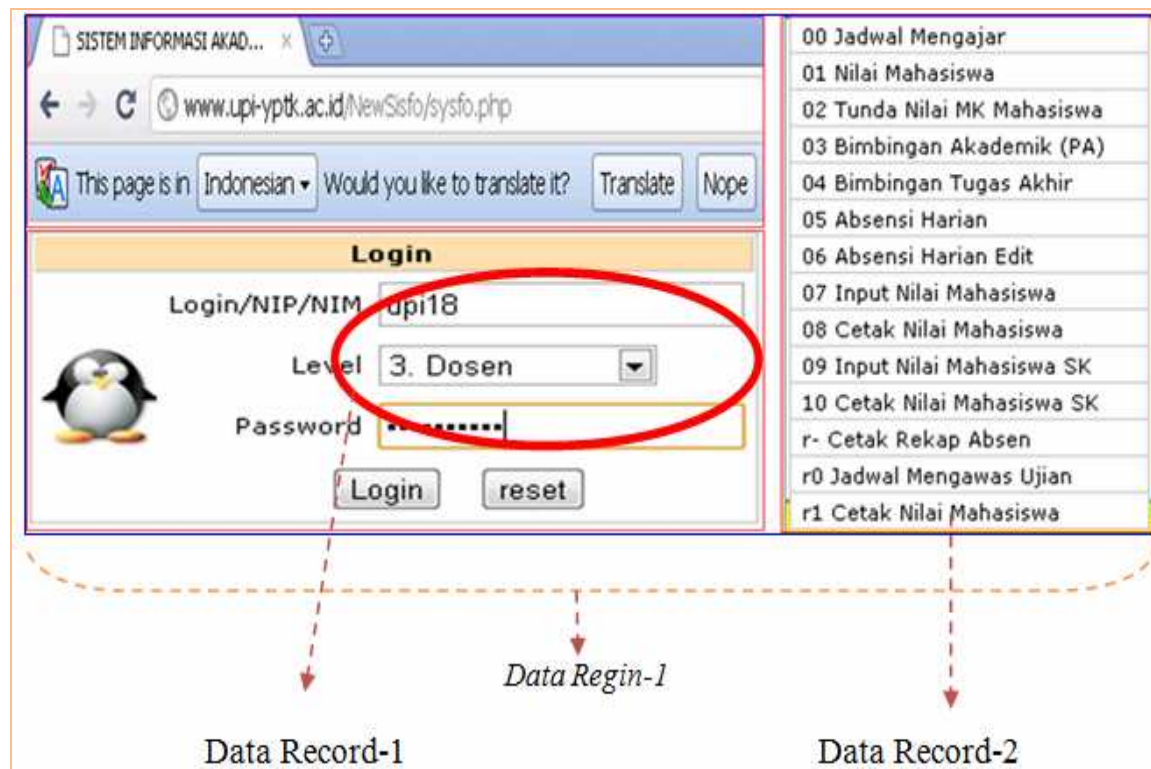 SISTEM INFORMASI AKAD...
www.upi-yptk.ac.id/NewSisfo/sysfo.php
This page is in Indonesian Would you like to translate it? Translate Nope
Login
Login/NIP/NIM upi18
Level 3. Dosen
Password ••••••••••
Login reset
00 Jadwal Mengajar
01 Nilai Mahasiswa
02 Tunda Nilai MK Mahasiswa
03 Bimbingan Akademik (PA)
04 Bimbingan Tugas Akhir
05 Absensi Harian
06 Absensi Harian Edit
07 Input Nilai Mahasiswa
08 Cetak Nilai Mahasiswa
09 Input Nilai Mahasiswa SK
10 Cetak Nilai Mahasiswa SK
r- Cetak Rekap Absen
r0 Jadwal Mengawas Ujian
r1 Cetak Nilai Mahasiswa
Data Regin-1
Data Record-1
Data Record-2